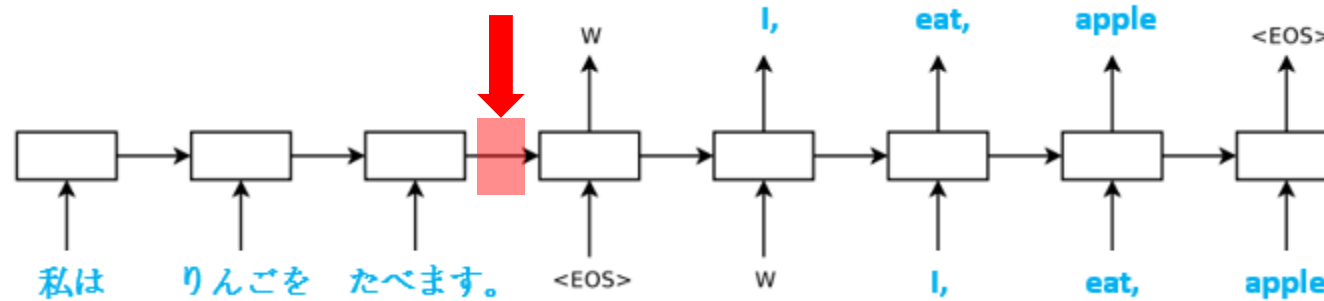 W
I,
eat,
apple
<EOS>
私は
りんごを
たべます。
<EOS>
W
I,
eat,
apple